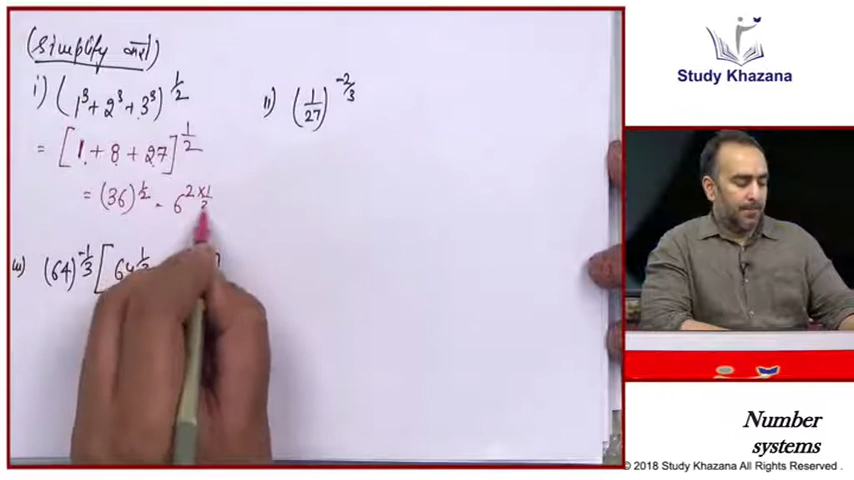 (Simplify करो)
i) (1³ + 2³ + 3³)^1/2
ii) (1/27)^-2/3
= [1 + 8 + 27]^1/2
= (36)^1/2 = 6^2×1/2
iii) (64)^-1/3 [64^1/3
Study Khazana
Number
systems
© 2018 Study Khazana All Rights Reserved .